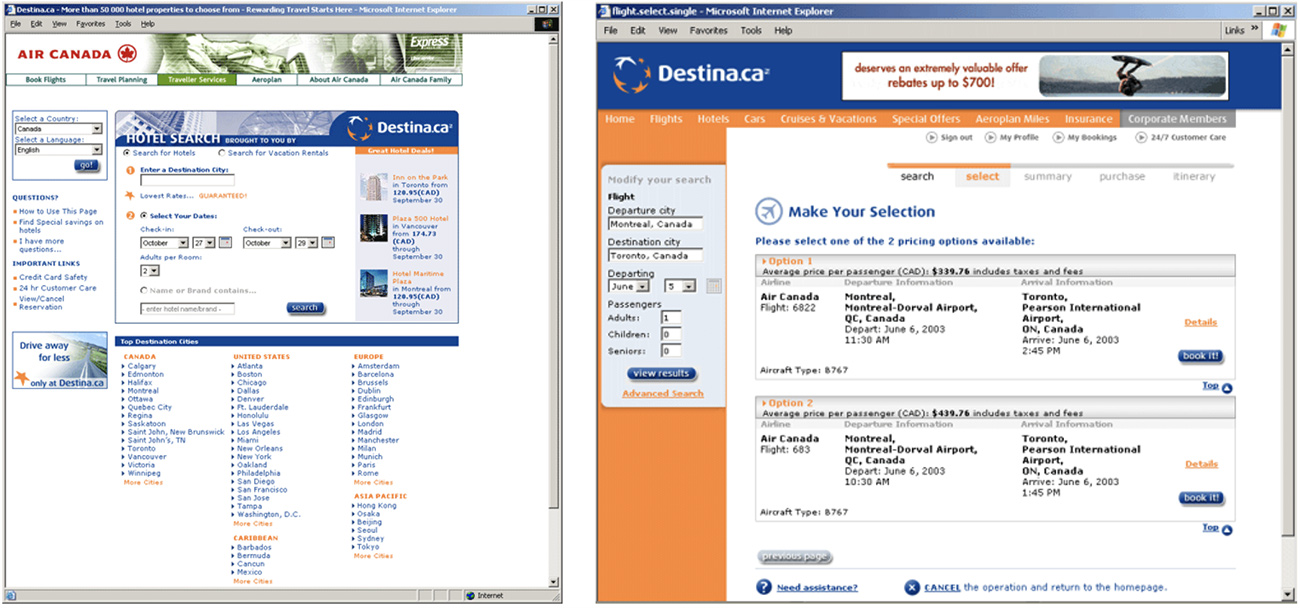 Destina.ca - More than 50 000 hotel properties to choose from - Rewarding Travel Starts Here - Microsoft Internet Explorer
File Edit View Favorites Tools Help
AIR CANADA
Express
Book Flights Travel Planning Traveller Services Aeroplan About Air Canada Air Canada Family
Select a Country:
Canada
Select a Language:
English
go!
QUESTIONS?
How to Use This Page
Find Special savings on
hotels
I have more
questions...
IMPORTANT LINKS
Credit Card Safety
24 hr Customer Care
View/Cancel
Reservation
Drive away
for less
only at Destina.ca
HOTEL SEARCH BROUGHT TO YOU BY
Destina.ca
Search for Hotels Search for Vacation Rentals
1 Enter a Destination City:
Lowest Rates... GUARANTEED!
2 Select Your Dates:
Check-in: Check-out:
October 27 October 29
Adults per Room:
2
Name or Brand contains...
- enter hotel name/brand -
search
Great Hotel Deals!
Inn on the Park
in Toronto from
120.95(CAD)
September 30
Plaza 500 Hotel
in Vancouver
from 174.73
(CAD)
through
September 30
Hotel Maritime
Plaza
in Montreal from
120.95(CAD)
through
September 30
Top Destination Cities
CANADA
Calgary
Edmonton
Halifax
Montreal
Ottawa
Quebec City
Regina
Saskatoon
Saint John, New Brunswick
Saint John's, TN
Toronto
Vancouver
Victoria
Winnipeg
More Cities
UNITED STATES
Atlanta
Boston
Chicago
Dallas
Denver
Ft. Lauderdale
Honolulu
Las Vegas
Los Angeles
Miami
New Orleans
New York
Oakland
Philadelphia
San Diego
San Francisco
San Jose
Tampa
Washington, D.C.
More Cities
CARIBBEAN
Barbados
Bermuda
Cancun
Mexico
More Cities
EUROPE
Amsterdam
Barcelona
Brussels
Dublin
Edinburgh
Frankfurt
Glasgow
London
Madrid
Manchester
Milan
Munich
Paris
Rome
More Cities
ASIA PACIFIC
Hong Kong
Osaka
Beijing
Seoul
Sydney
Tokyo
More Cities
Internet
flight.select.single - Microsoft Internet Explorer
File Edit View Favorites Tools Help Links »
Destina.ca
deserves an extremely valuable offer
rebates up to $700!
Home Flights Hotels Cars Cruises & Vacations Special Offers Aeroplan Miles Insurance Corporate Members
Sign out My Profile My Bookings 24/7 Customer Care
search select summary purchase itinerary
Modify your search
Flight
Departure city
Montreal, Canada
Destination city
Toronto, Canada
Departing
June 5
Passengers
Adults: 1
Children: 0
Seniors: 0
view results
Advanced Search
Make Your Selection
Please select one of the 2 pricing options available:
Option 1
Average price per passenger (CAD): $339.76 includes taxes and fees
Airline Departure Information Arrival Information
Air Canada Montreal, Toronto,
Flight: 6822 Montreal-Dorval Airport, Pearson International
QC, Canada Airport,
Depart: June 6, 2003 ON, Canada
11:30 AM Arrive: June 6, 2003
2:45 PM
Details
book it!
Aircraft Type: B767
Top
Option 2
Average price per passenger (CAD): $439.76 includes taxes and fees
Airline Departure Information Arrival Information
Air Canada Montreal, Toronto,
Flight: 683 Montreal-Dorval Airport, Pearson International
QC, Canada Airport,
Depart: June 6, 2003 ON, Canada
10:30 AM Arrive: June 6, 2003
1:45 PM
Details
book it!
Aircraft Type: B767
Top
previous page
Need assistance? CANCEL the operation and return to the homepage.